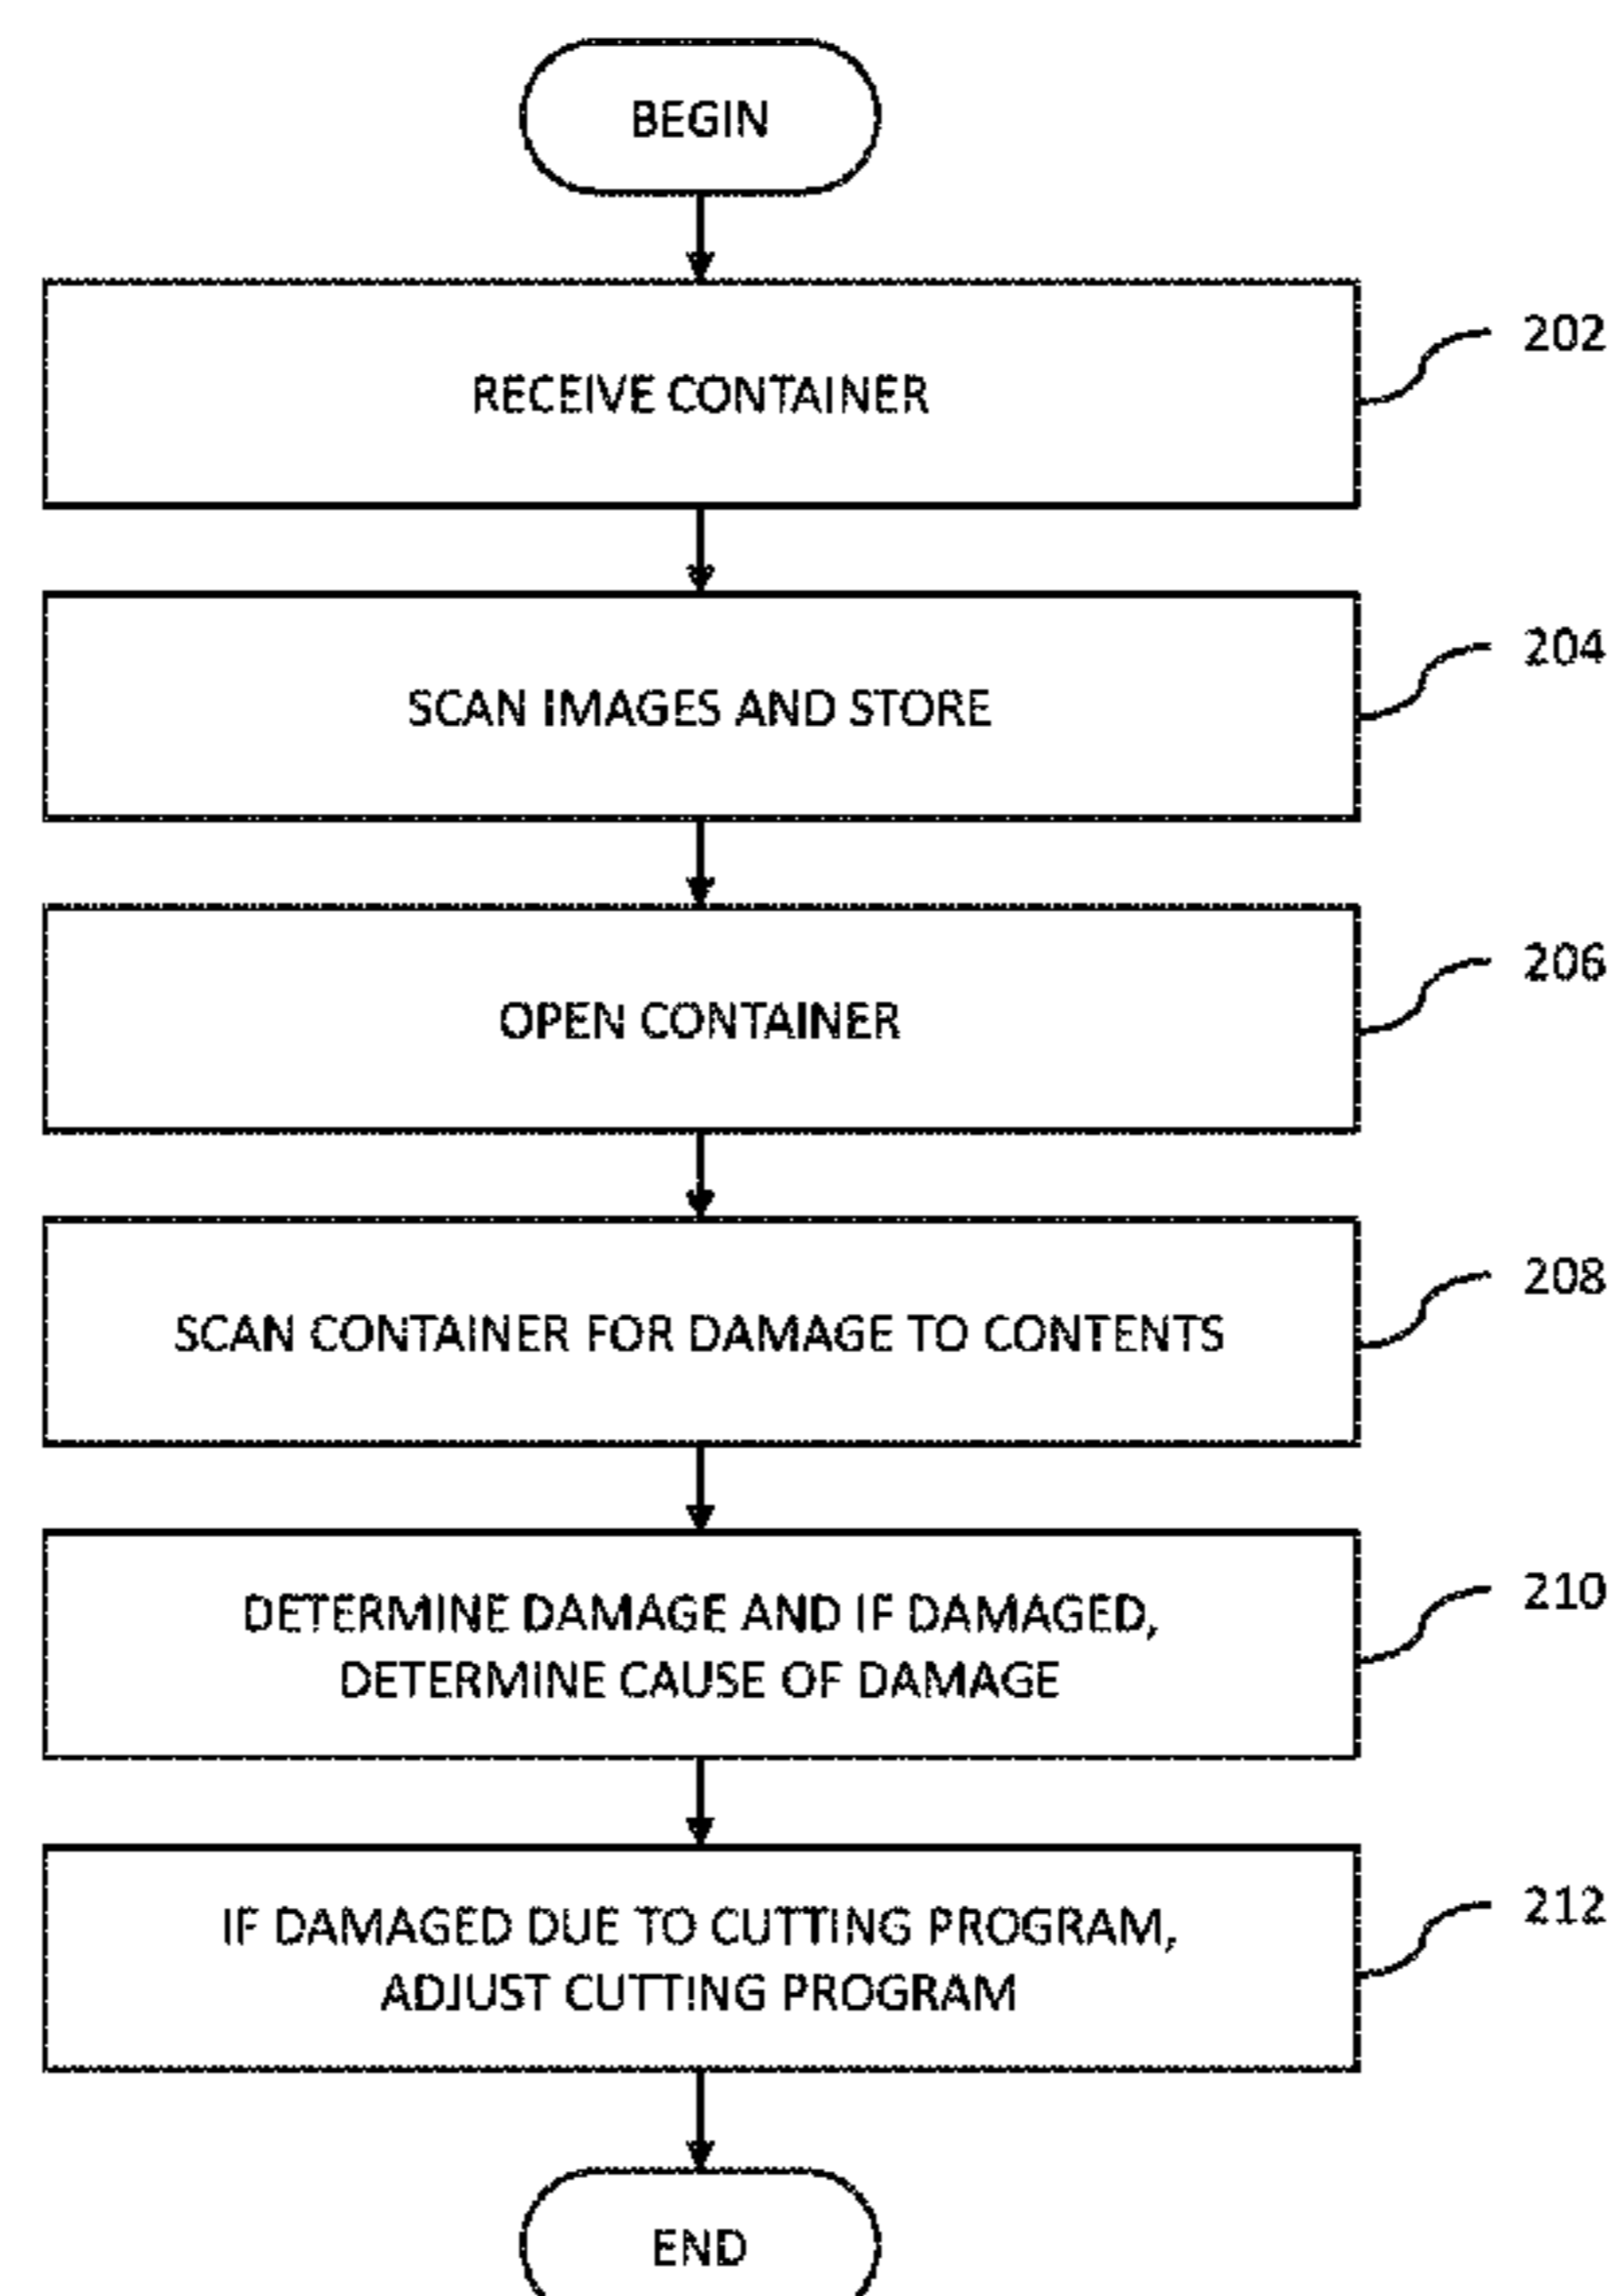 BEGIN
RECEIVE CONTAINER
202
SCAN IMAGES AND STORE
204
OPEN CONTAINER
206
SCAN CONTAINER FOR DAMAGE TO CONTENTS
208
DETERMINE DAMAGE AND IF DAMAGED,
DETERMINE CAUSE OF DAMAGE
210
IF DAMAGED DUE TO CUTTING PROGRAM,
ADJUST CUTTING PROGRAM
212
END